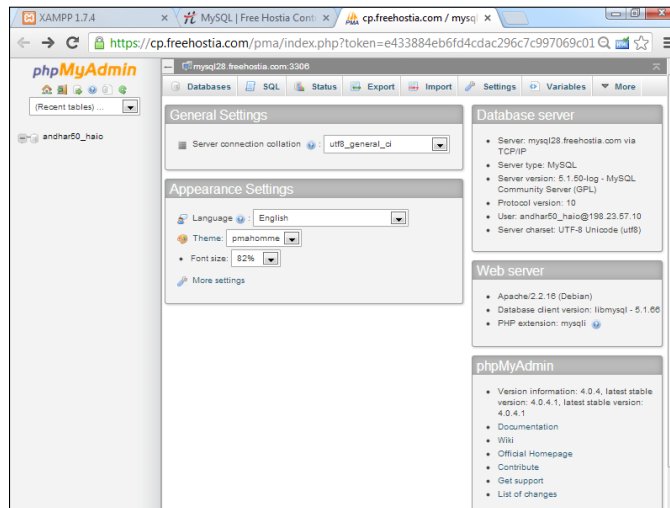 XAMPP 1.7.4
MySQL | Free Hostia Cont
cp.freehostia.com / mysql
https://cp.freehostia.com/pma/index.php?token=e433884eb6fd4cdac296c7c997069c01
phpMyAdmin
(Recent tables) ...
andhar50_haio
mysql28.freehostia.com:3306
Databases SQL Status Export Import Settings Variables More
General Settings
Server connection collation : utf8_general_ci
Appearance Settings
Language : English
Theme: pmahomme
Font size: 82%
More settings
Database server
Server: mysql28.freehostia.com via
TCP/IP
Server type: MySQL
Server version: 5.1.50-log - MySQL
Community Server (GPL)
Protocol version: 10
User: andhar50_haio@198.23.57.10
Server charset: UTF-8 Unicode (utf8)
Web server
Apache/2.2.16 (Debian)
Database client version: libmysql - 5.1.66
PHP extension: mysqli
phpMyAdmin
Version information: 4.0.4, latest stable
version: 4.0.4.1, latest stable version:
4.0.4.1
Documentation
Wiki
Official Homepage
Contribute
Get support
List of changes